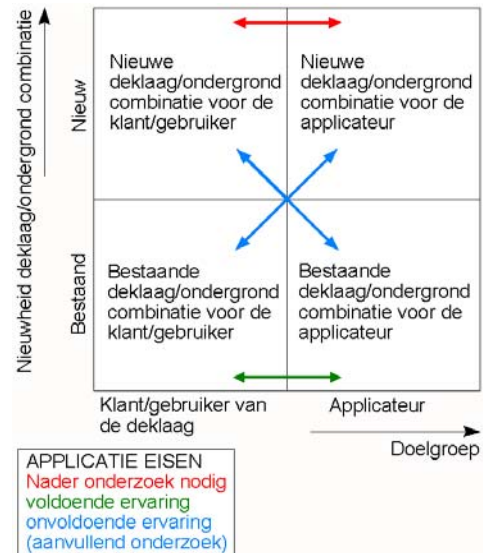 Nieuwheid deklaag/ondergrond combinatie
Nieuw
Bestaand
Nieuwe
deklaag/ondergrond
combinatie voor de
klant/gebruiker
Nieuwe
deklaag/ondergrond
combinatie voor de
applicateur
Bestaande
deklaag/ondergrond
combinatie voor de
klant/gebruiker
Bestaande
deklaag/ondergrond
combinatie voor de
applicateur
Klant/gebruiker van
de deklaag
Applicateur
Doelgroep
APPLICATIE EISEN
Nader onderzoek nodig
voldoende ervaring
onvoldoende ervaring
(aanvullend onderzoek)